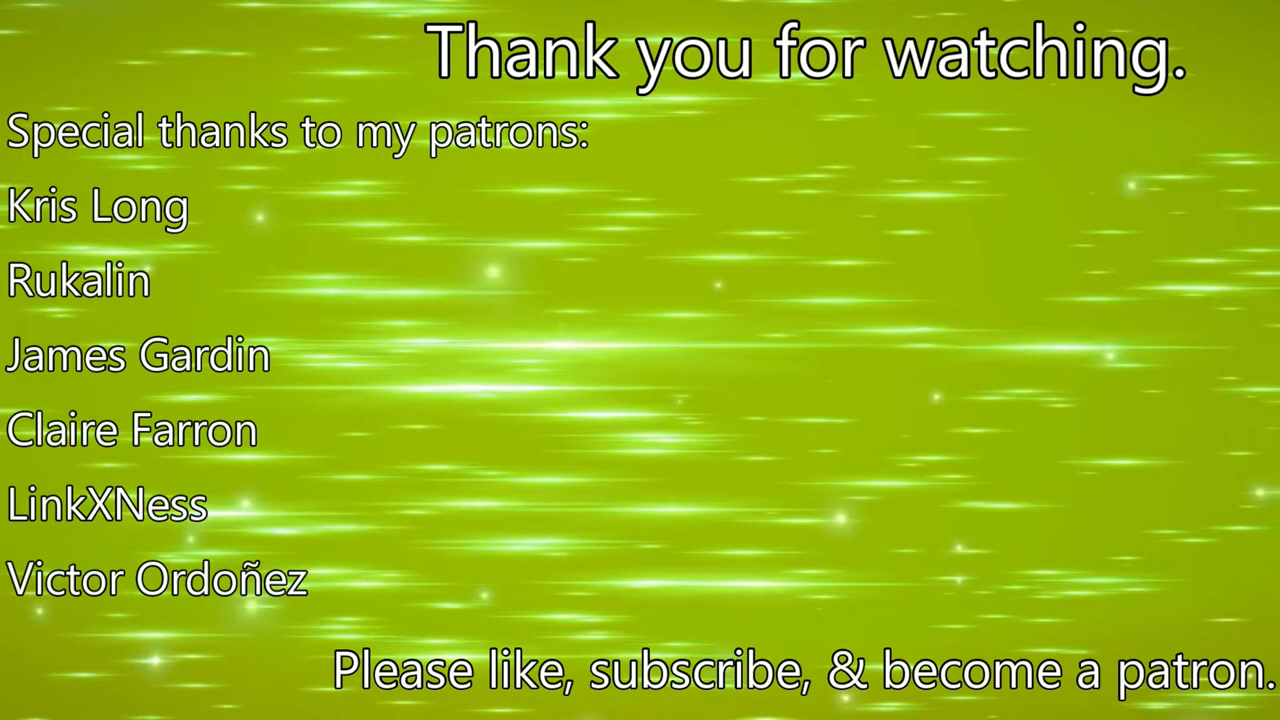 Thank you for watching.
Special thanks to my patrons:
Kris Long
Rukalin
James Gardin
Claire Farron
LinkXNess
Victor Ordoñez
Please like, subscribe, & become a patron.